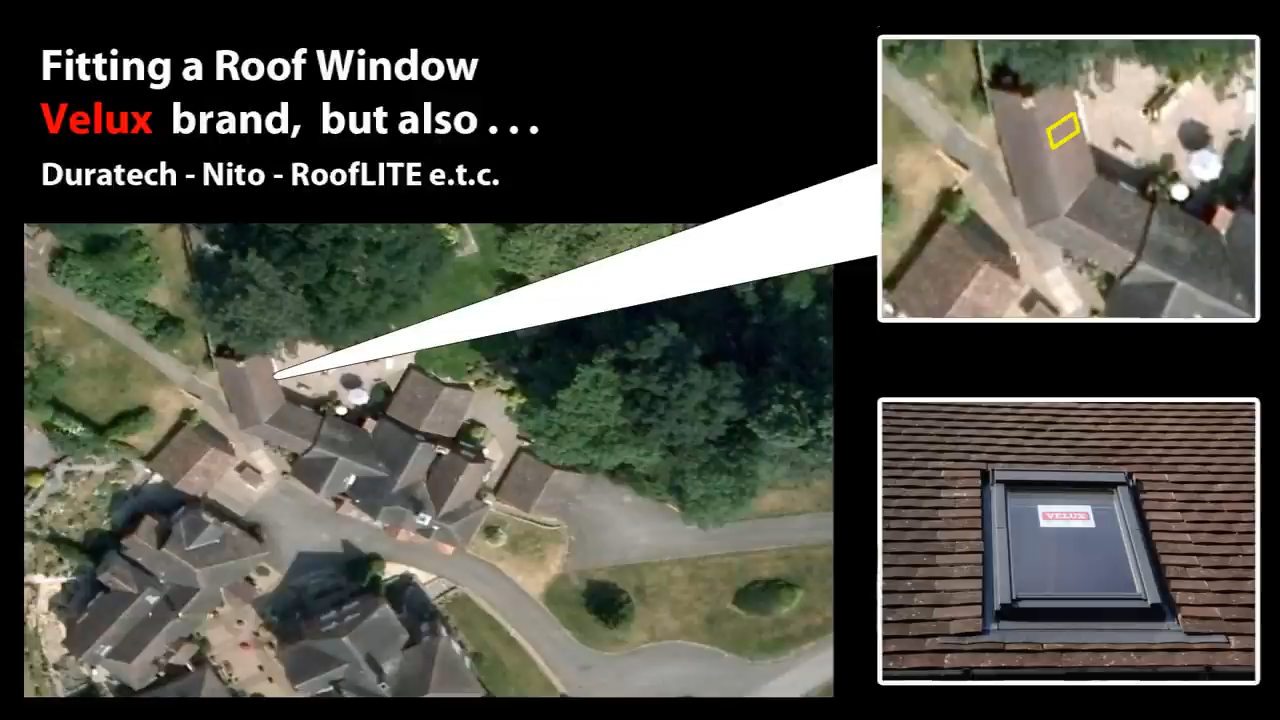 Fitting a Roof Window
Velux brand, but also . . .
Duratech - Nito - RoofLITE e.t.c.
VELUX